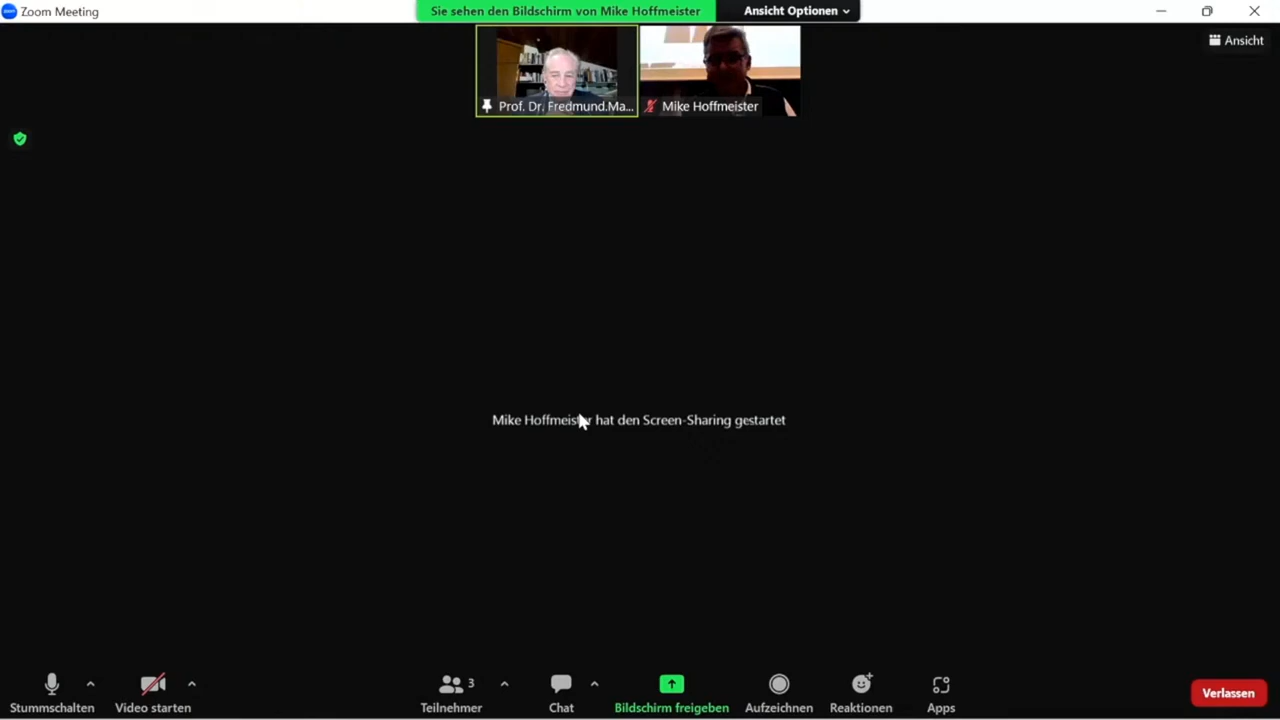 Zoom Meeting
Sie sehen den Bildschirm von Mike Hoffmeister
Ansicht Optionen
Ansicht
Prof. Dr. Fredmund.Ma...
Mike Hoffmeister
Mike Hoffmeister hat den Screen-Sharing gestartet
3
Stummschalten
Video starten
Teilnehmer
Chat
Bildschirm freigeben
Aufzeichnen
Reaktionen
Apps
Verlassen